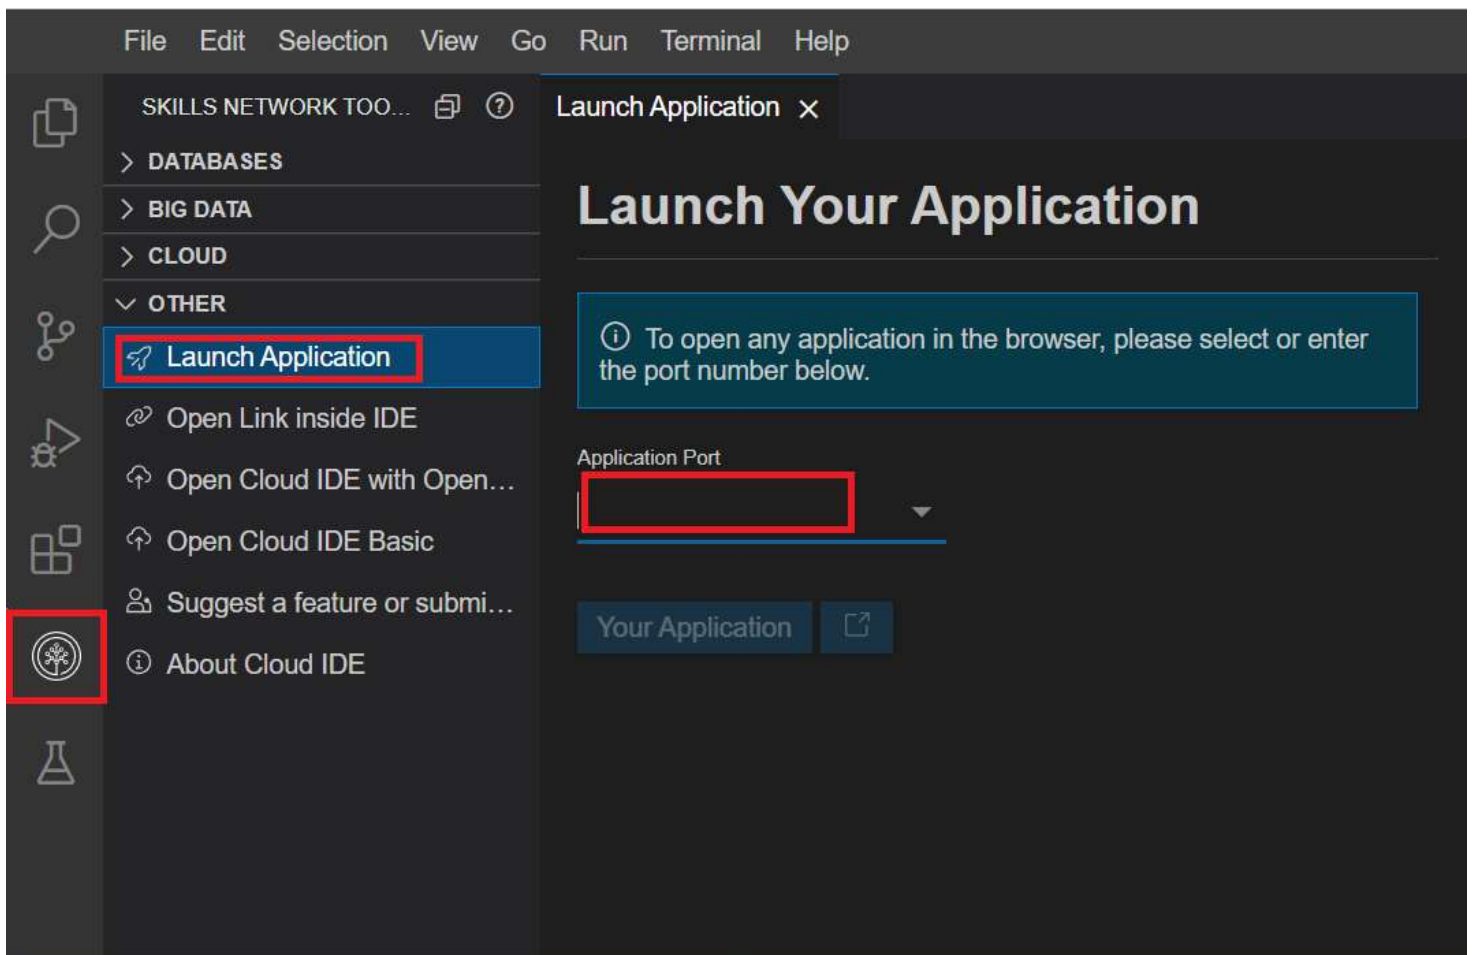 File Edit Selection View Go Run Terminal Help
SKILLS NETWORK TOO...
Launch Application
DATABASES
BIG DATA
CLOUD
OTHER
Launch Application
Open Link inside IDE
Open Cloud IDE with Open...
Open Cloud IDE Basic
Suggest a feature or submi...
About Cloud IDE
Launch Your Application
To open any application in the browser, please select or enter
the port number below.
Application Port
Your Application